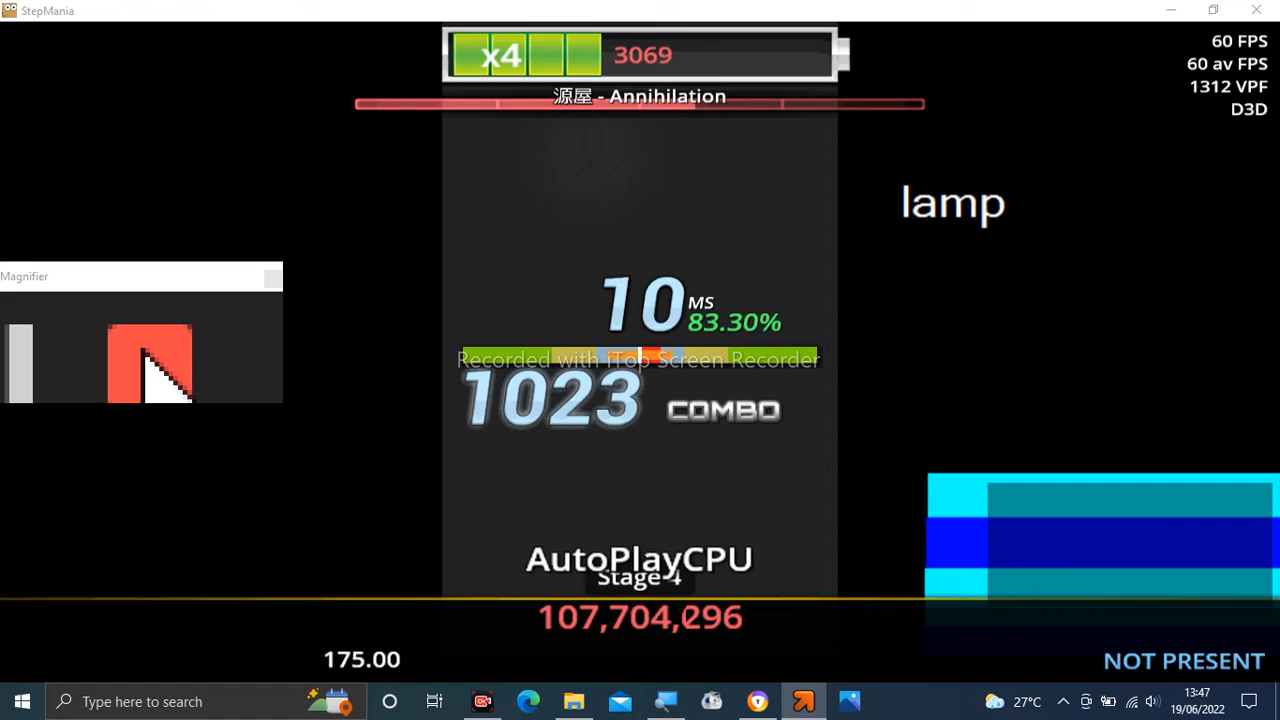 StepMania
60 FPS
60 av FPS
1312 VPF
D3D
x4
3069
源屋 - Annihilation
lamp
Magnifier
10 MS
83.30%
Recorded with iTop Screen Recorder
1023 COMBO
AutoPlayCPU
Stage 4
107,704,296
175.00
NOT PRESENT
Type here to search
27°C
13:47
19/06/2022